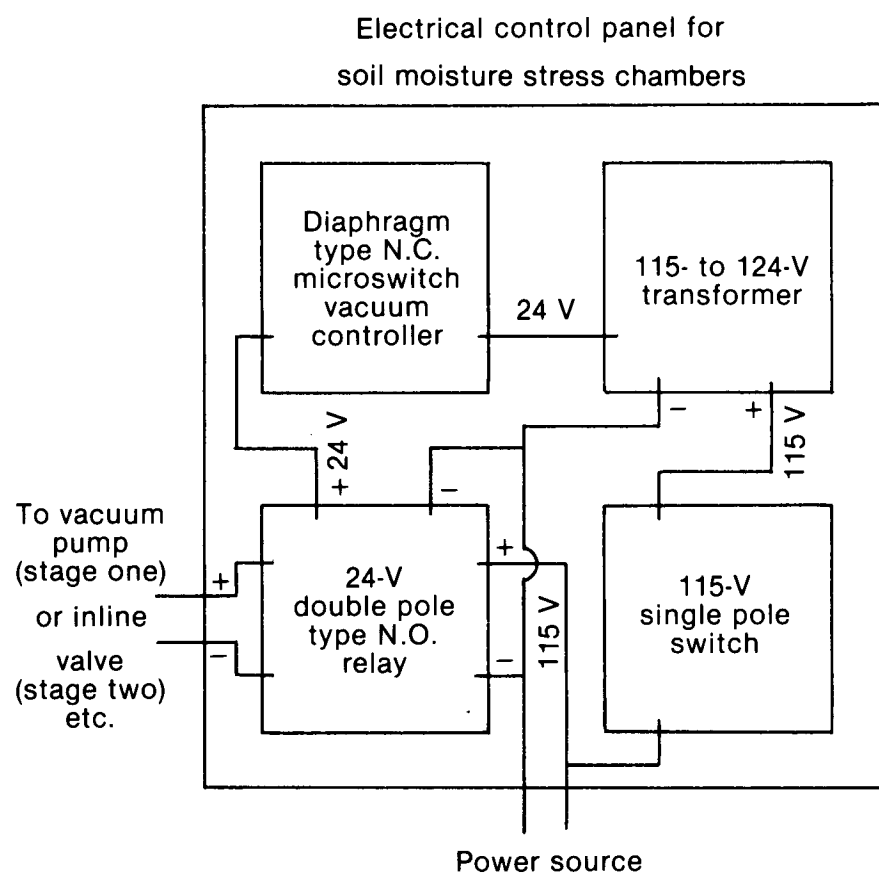 Electrical control panel for
soil moisture stress chambers
Diaphragm
type N.C.
microswitch
vacuum
controller
24 V
115- to 124-V
transformer
−
+
115 V
+ 24 V
−
To vacuum
pump
(stage one)
or inline
valve
(stage two)
etc.
+
−
24-V
double pole
type N.O.
relay
+
−
115 V
115-V
single pole
switch
Power source